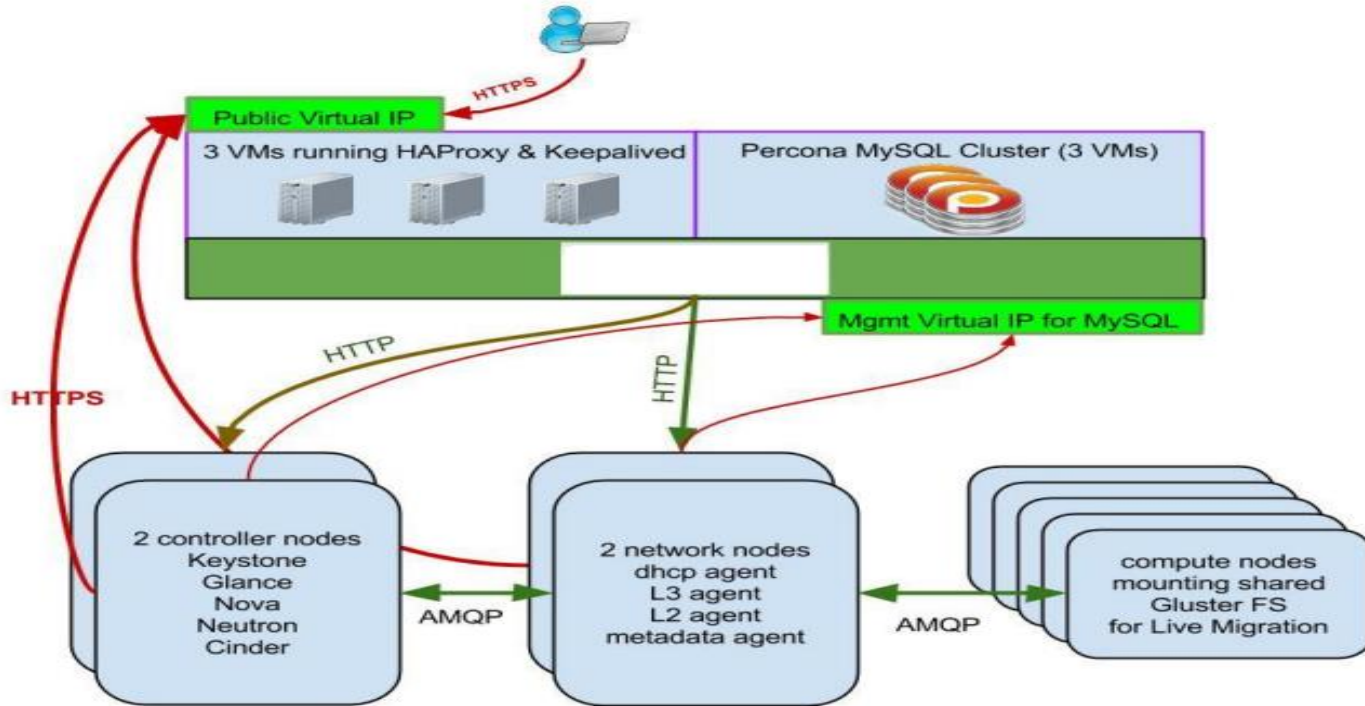 HTTPS
Public Virtual IP
3 VMs running HAProxy & Keepalived
Percona MySQL Cluster (3 VMs)
Mgmt Virtual IP for MySQL
HTTP
HTTP
HTTPS
2 controller nodes
Keystone
Glance
Nova
Neutron
Cinder
AMQP
2 network nodes
dhcp agent
L3 agent
L2 agent
metadata agent
AMQP
compute nodes
mounting shared
Gluster FS
for Live Migration